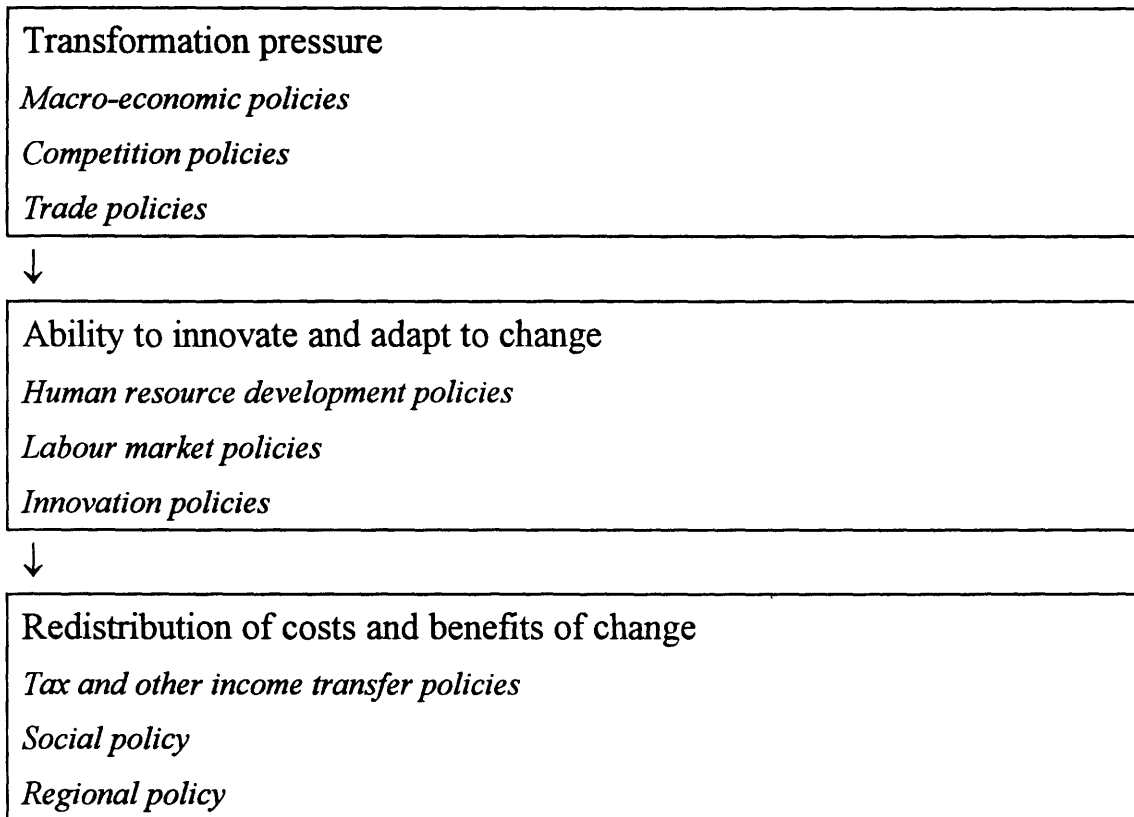 Transformation pressure
Macro-economic policies
Competition policies
Trade policies
↓
Ability to innovate and adapt to change
Human resource development policies
Labour market policies
Innovation policies
↓
Redistribution of costs and benefits of change
Tax and other income transfer policies
Social policy
Regional policy